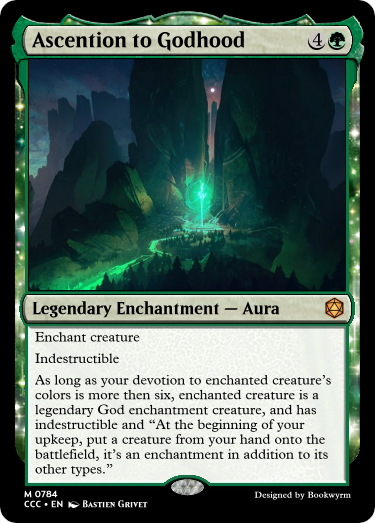 Ascention to Godhood 4
Legendary Enchantment — Aura
Enchant creature
Indestructible
As long as your devotion to enchanted creature's
colors is more then six, enchanted creature is a
legendary God enchantment creature, and has
indestructible and “At the beginning of your
upkeep, put a creature from your hand onto the
battlefield, it's an enchantment in addition to its
other types.”
M 0784
CCC • EN Bastien Grivet
Designed by Bookwyrm